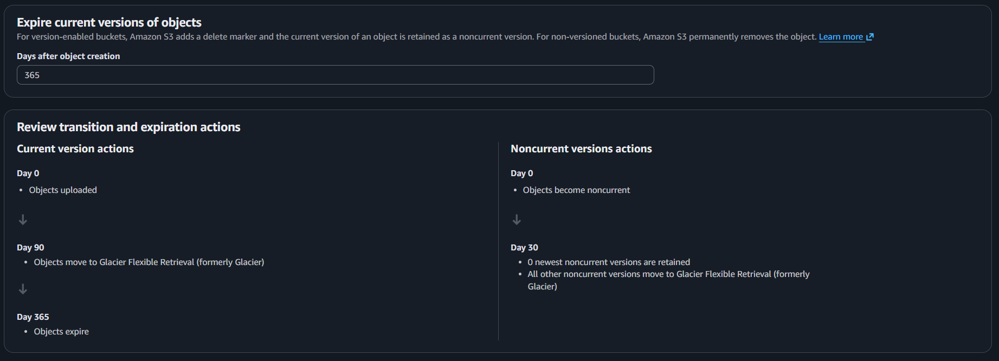 Expire current versions of objects
For version-enabled buckets, Amazon S3 adds a delete marker and the current version of an object is retained as a noncurrent version. For non-versioned buckets, Amazon S3 permanently removes the object. Learn more
Days after object creation
365
Review transition and expiration actions
Current version actions
Day 0
• Objects uploaded
Day 90
• Objects move to Glacier Flexible Retrieval (formerly Glacier)
Day 365
• Objects expire
Noncurrent versions actions
Day 0
• Objects become noncurrent
Day 30
• 0 newest noncurrent versions are retained
• All other noncurrent versions move to Glacier Flexible Retrieval (formerly
Glacier)